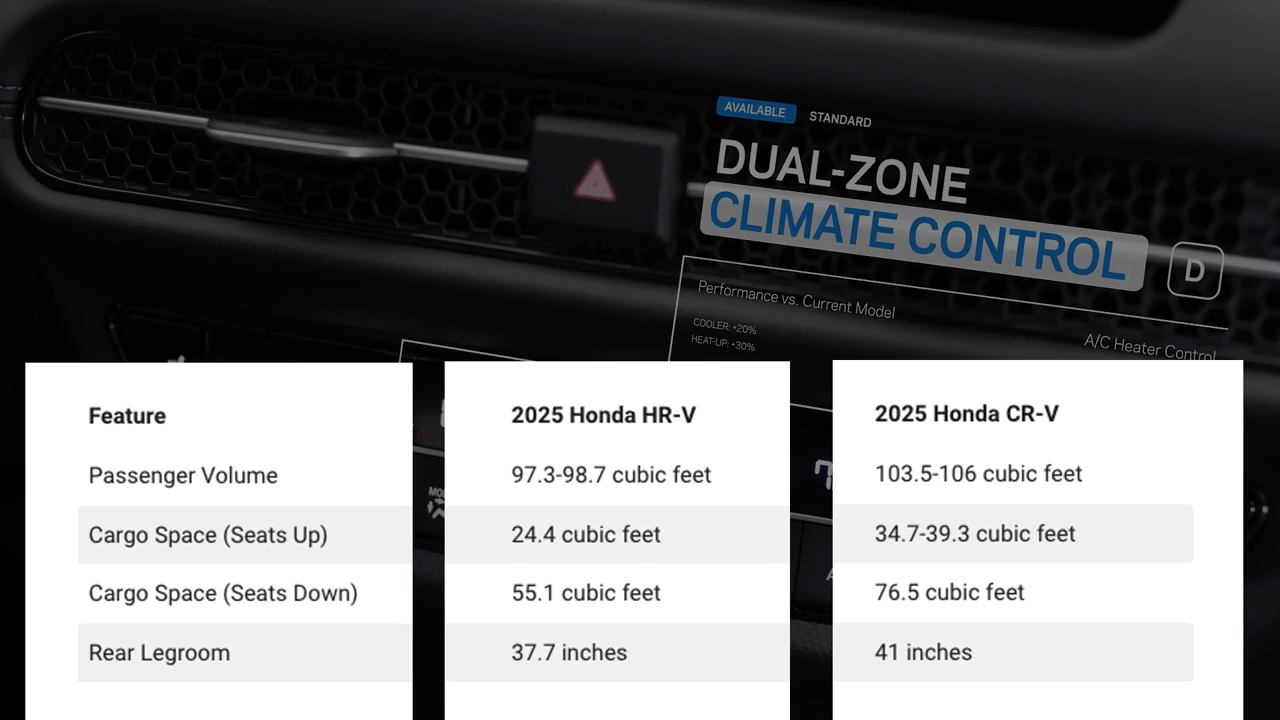 AVAILABLE STANDARD
DUAL-ZONE
CLIMATE CONTROL D
Performance vs. Current Model
COOLER: +20%
HEAT-UP: +30%
A/C Heater Control
Feature 2025 Honda HR-V 2025 Honda CR-V
Passenger Volume 97.3-98.7 cubic feet 103.5-106 cubic feet
Cargo Space (Seats Up) 24.4 cubic feet 34.7-39.3 cubic feet
Cargo Space (Seats Down) 55.1 cubic feet 76.5 cubic feet
Rear Legroom 37.7 inches 41 inches